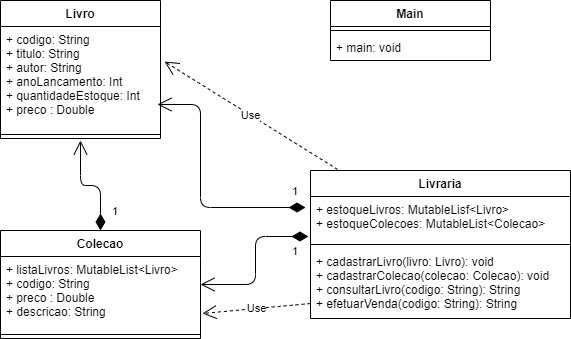 Livro
+ codigo: String
+ titulo: String
+ autor: String
+ anoLancamento: Int
+ quantidadeEstoque: Int
+ preco : Double
Main
+ main: void
Use
1
Livraria
+ estoqueLivros: MutableLisf<Livro>
+ estoqueColecoes: MutableList<Colecao>
+ cadastrarLivro(livro: Livro): void
+ cadastrarColecao(colecao: Colecao): void
+ consultarLivro(codigo: String): String
+ efetuarVenda(codigo: String): String
1
1
Colecao
+ listaLivros: MutableList<Livro>
+ codigo: String
+ preco : Double
+ descricao: String
Use